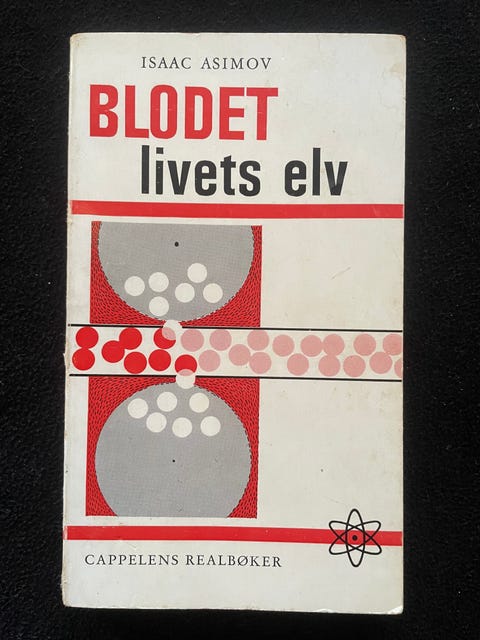 ISAAC ASIMOV
BLODET
livets elv
CAPPELENS REALBØKER